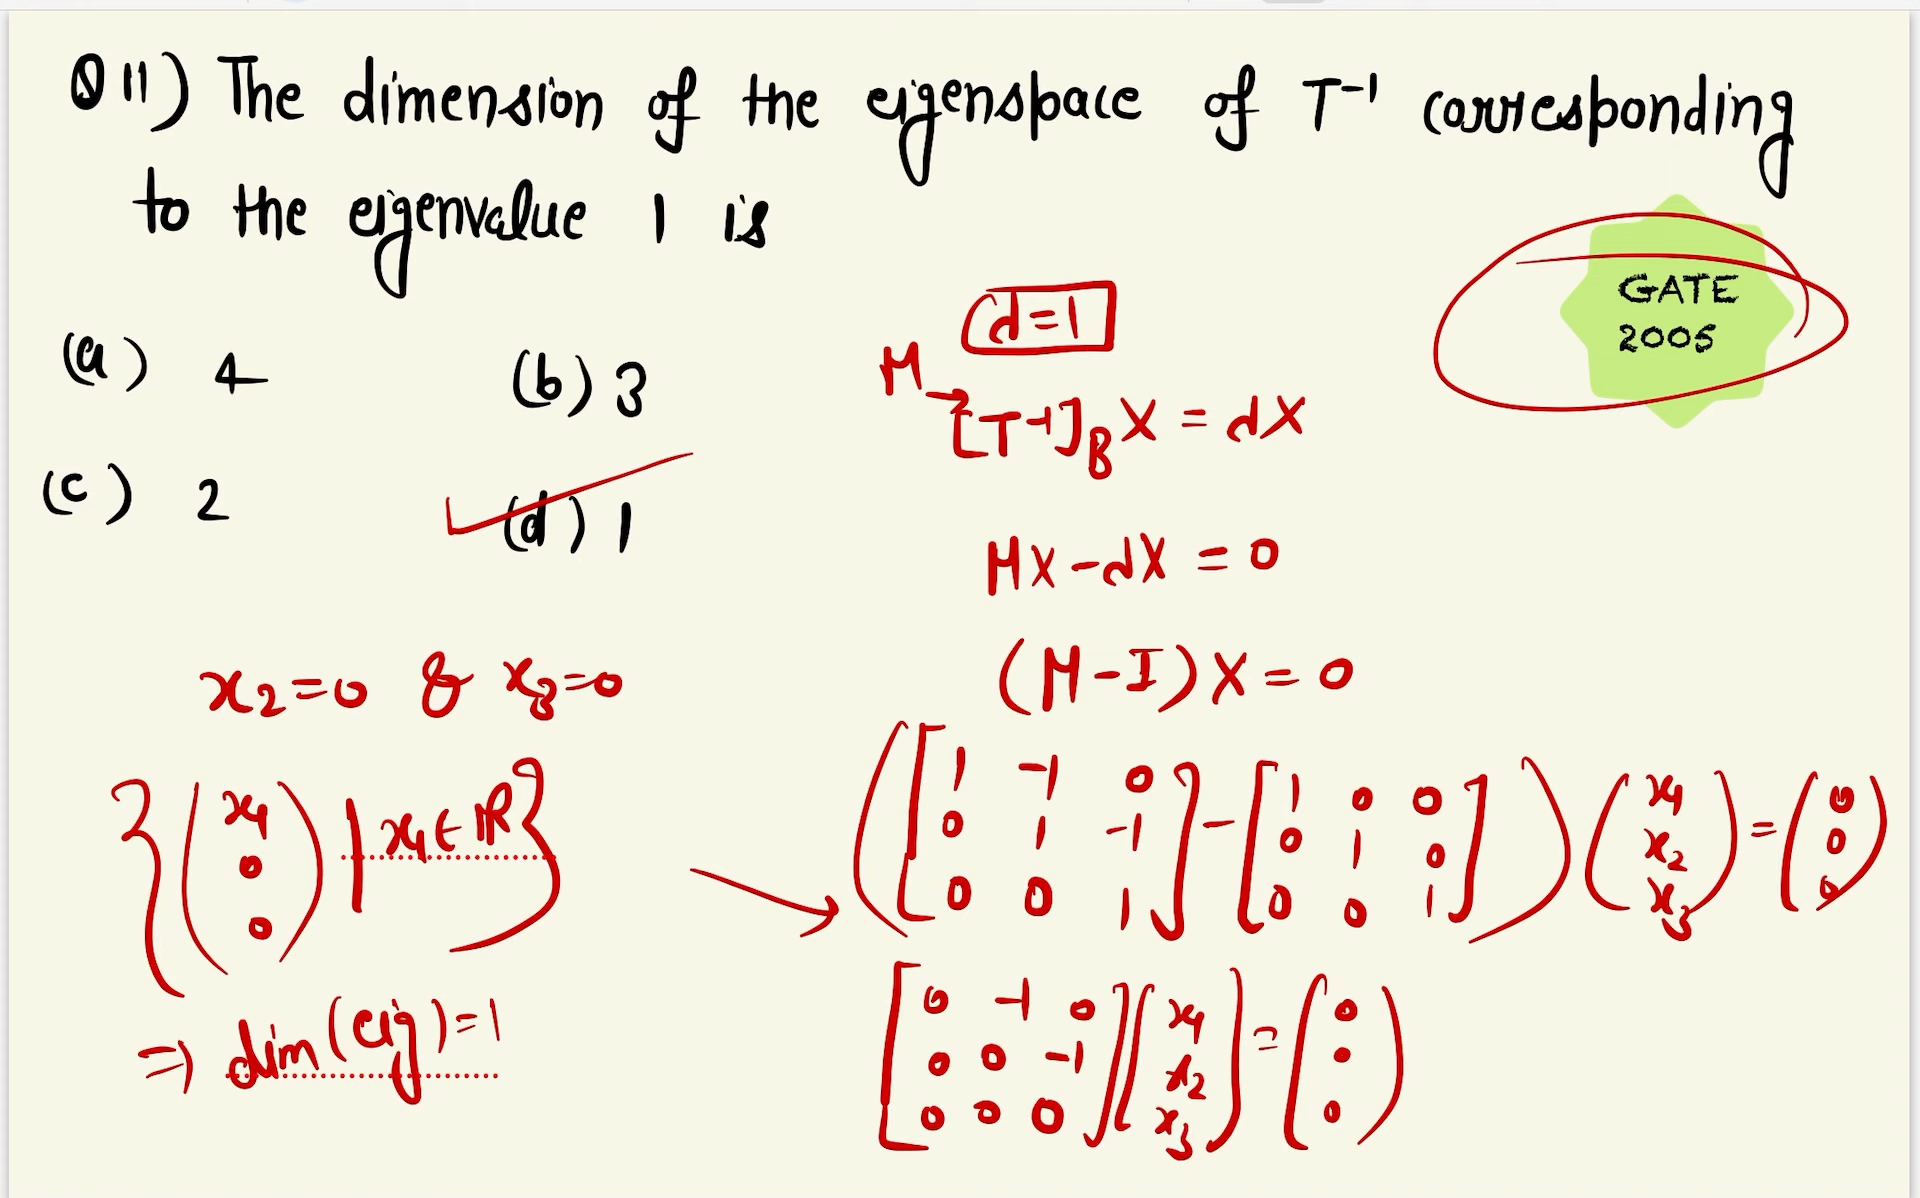 Q11) The dimension of the eigenspace of T⁻¹ corresponding
to the eigenvalue 1 is
GATE
2005
(a) 4 (b) 3
(c) 2 (d) 1
d=1
M
[T⁻¹]_B X = dX
MX - dX = 0
(M-I) X = 0
([1 -1 0] - [1 0 0]) (x₁) = (0)
0 1 -1 0 1 0 x₂ 0
0 0 1 0 0 1 x₃ 0
[0 -1 0] (x₁) = (0)
0 0 -1 x₂ 0
0 0 0 x₃ 0
x₂=0 & x₃=0
{(x₁) | x₁ ∈ ℝ}
0
0
⇒ dim(eig)=1